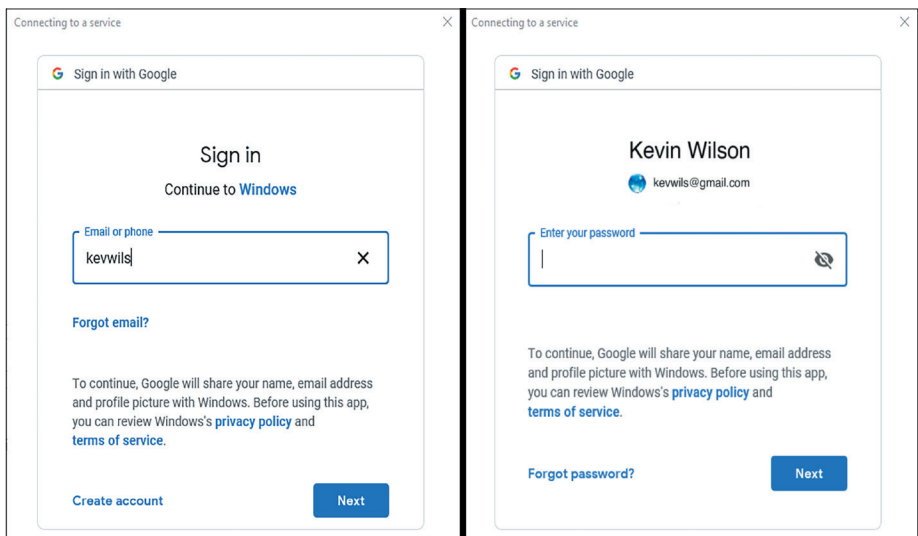 Connecting to a service
Sign in with Google
Sign in
Continue to Windows
Email or phone
kevwils
Forgot email?
To continue, Google will share your name, email address
and profile picture with Windows. Before using this app,
you can review Windows's privacy policy and
terms of service.
Create account
Next
Connecting to a service
Sign in with Google
Kevin Wilson
kevwils@gmail.com
Enter your password
To continue, Google will share your name, email address
and profile picture with Windows. Before using this app,
you can review Windows's privacy policy and
terms of service.
Forgot password?
Next